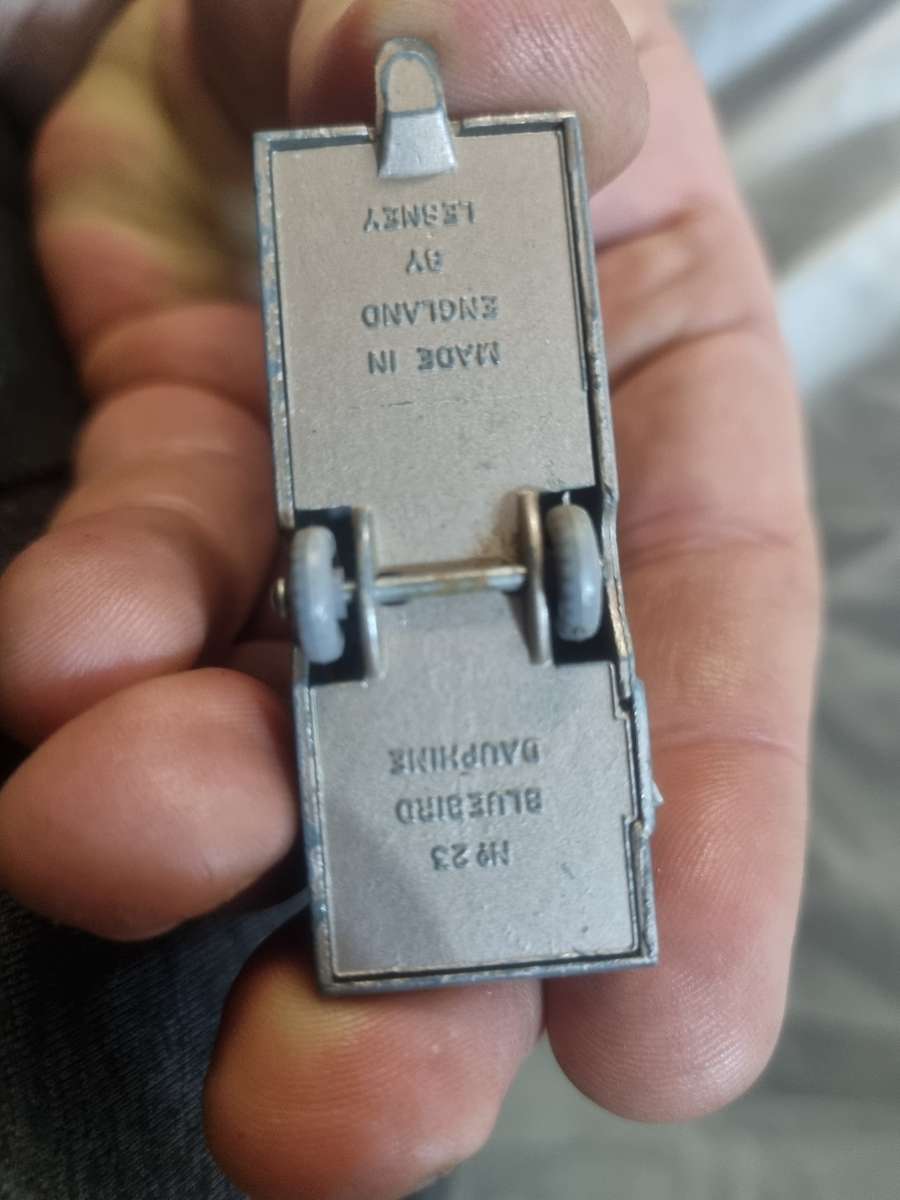 Nº 23
BLUEBIRD
DAUPHINE
MADE IN
ENGLAND
BY
LESNEY